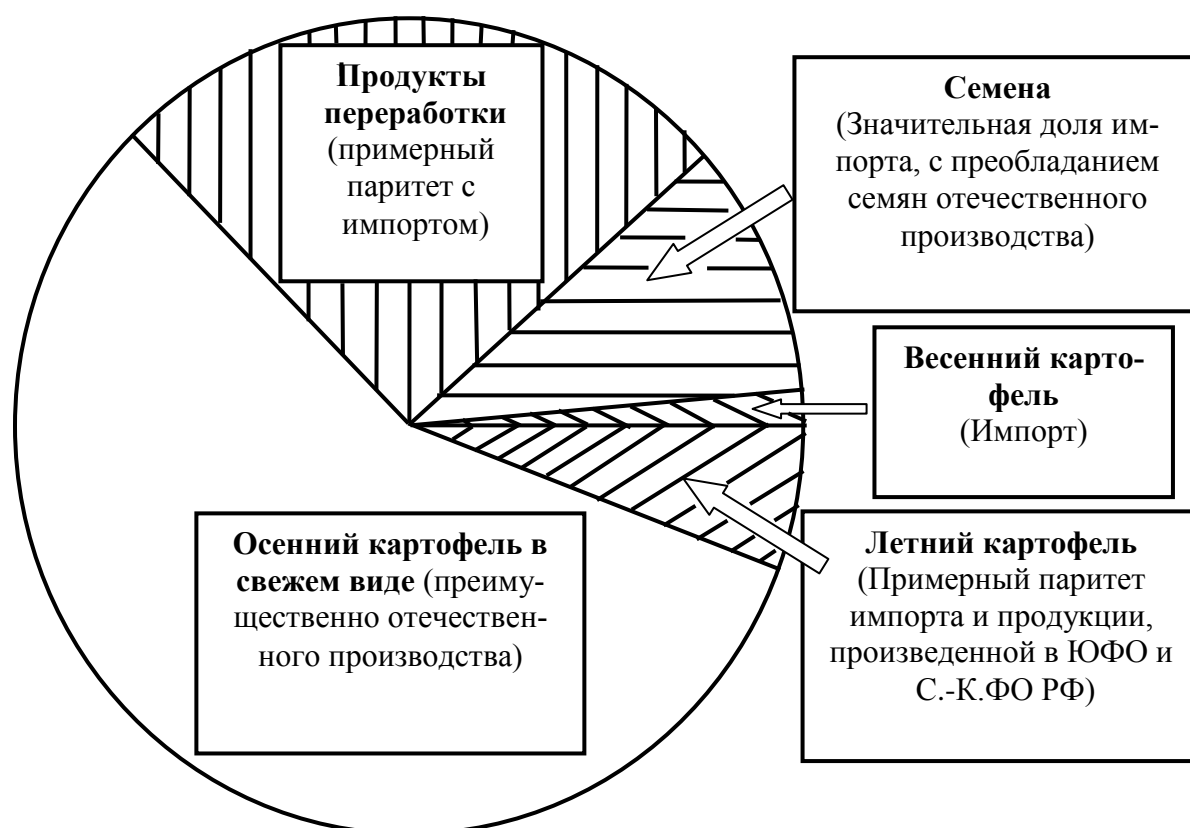 Продукты
переработки
(примерный
паритет с
импортом)
Семена
(Значительная доля им-
порта, с преобладанием
семян отечественного
производства)
Весенний карто-
фель
(Импорт)
Осенний картофель в
свежем виде (преиму-
щественно отечествен-
ного производства)
Летний картофель
(Примерный паритет
импорта и продукции,
произведенной в ЮФО и
С.-К.ФО РФ)